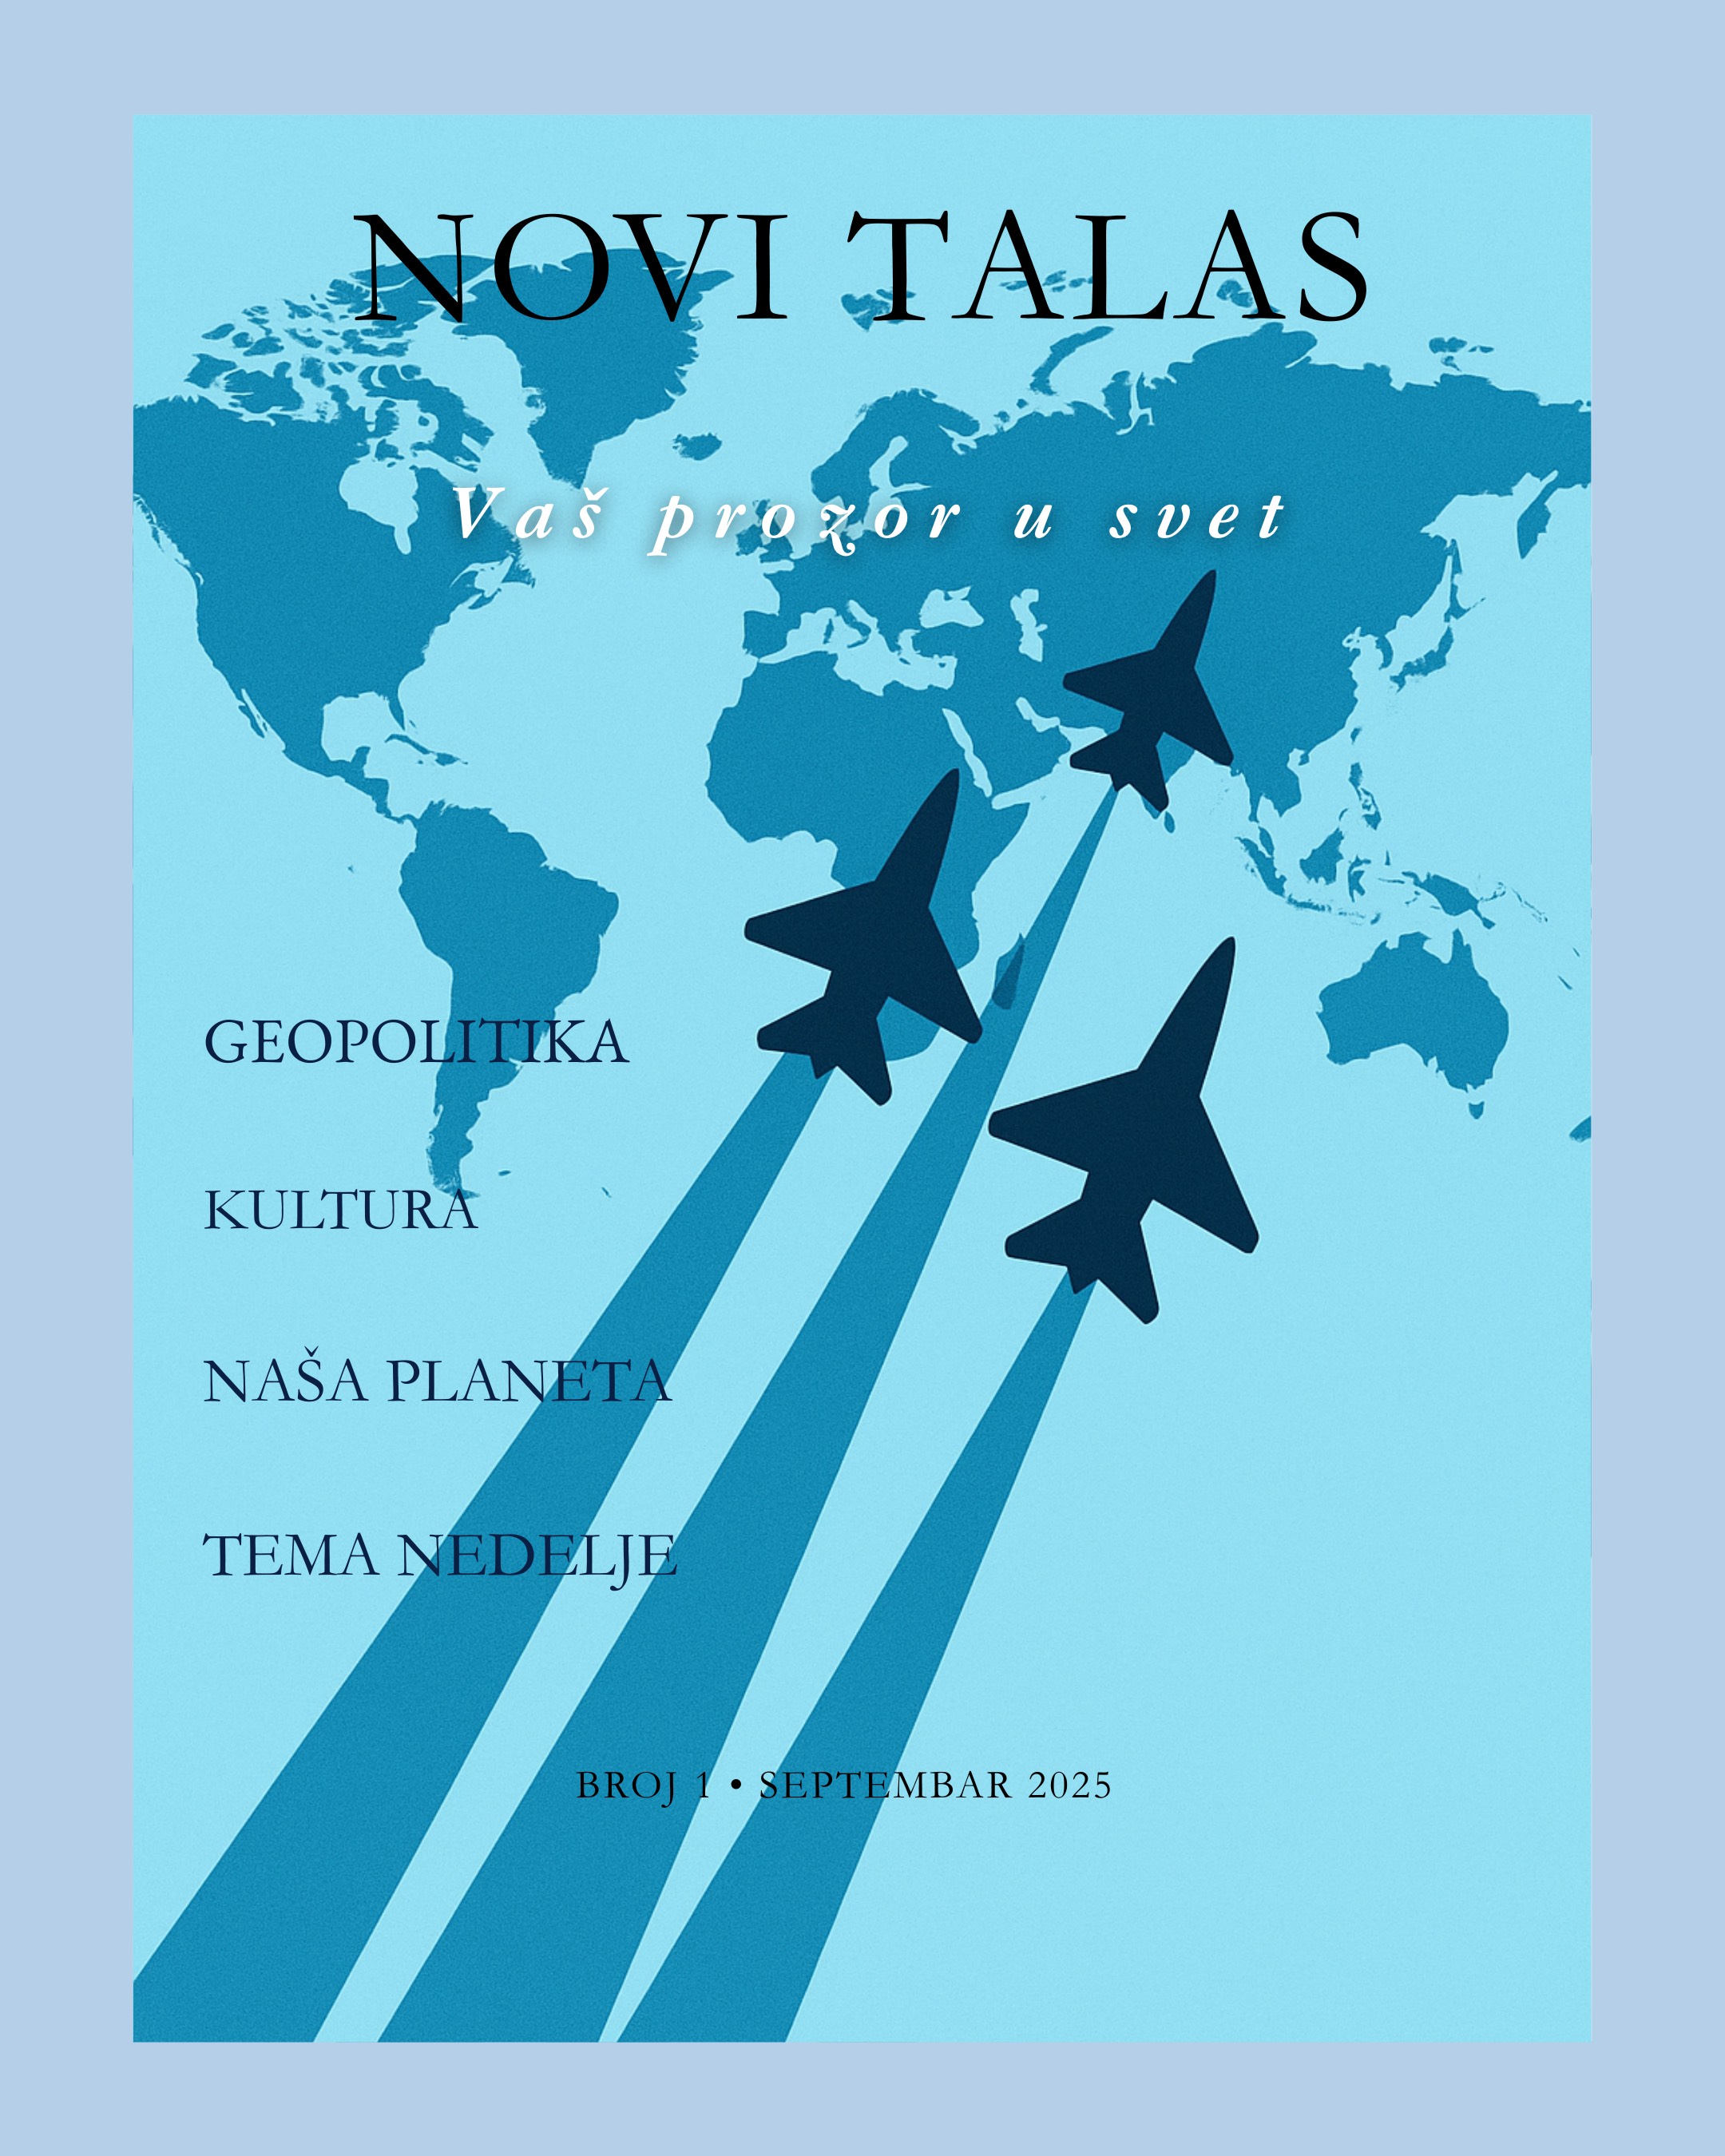 NOVI TALAS
Vaš prozor u svet
GEOPOLITIKA
KULTURA
NAŠA PLANETA
TEMA NEDELJE
BROJ 1 • SEPTEMBAR 2025